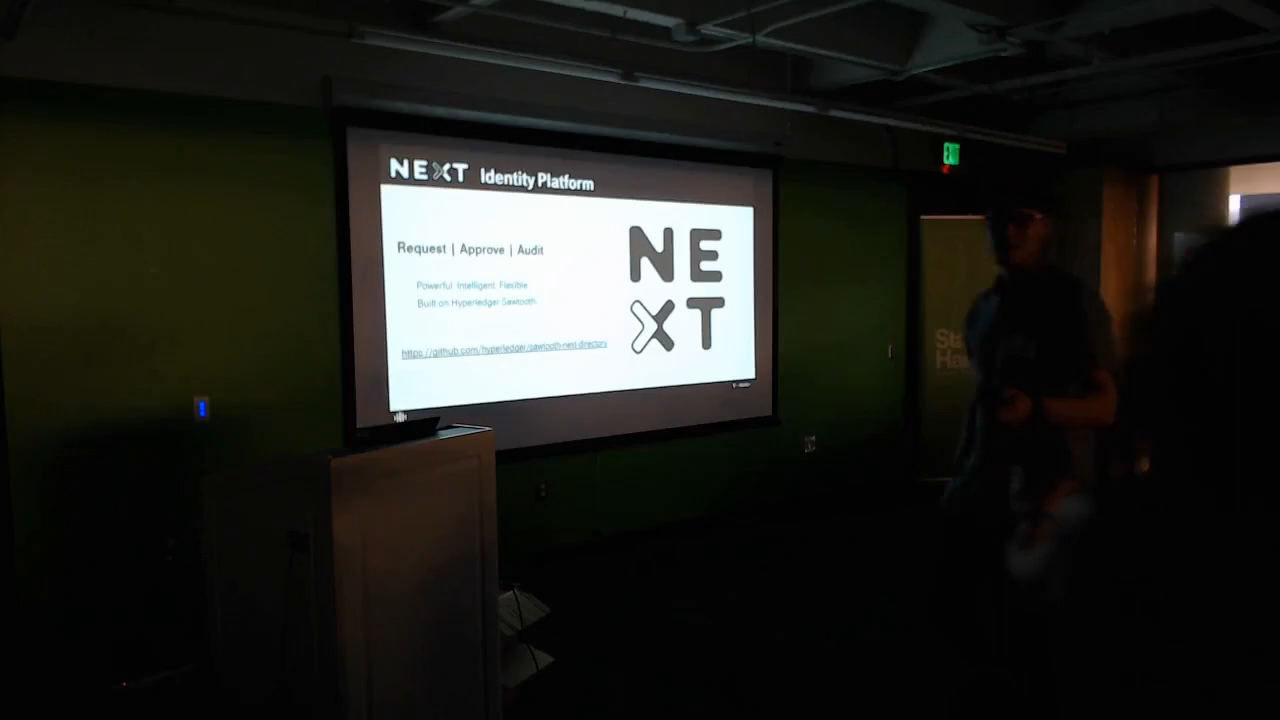 NEXT Identity Platform
Request | Approve | Audit
Powerful Intelligent Flexible
Built on Hyperledger Sawtooth
https://github.com/hyperledger/sawtooth-next-directory
NE
XT
EXIT